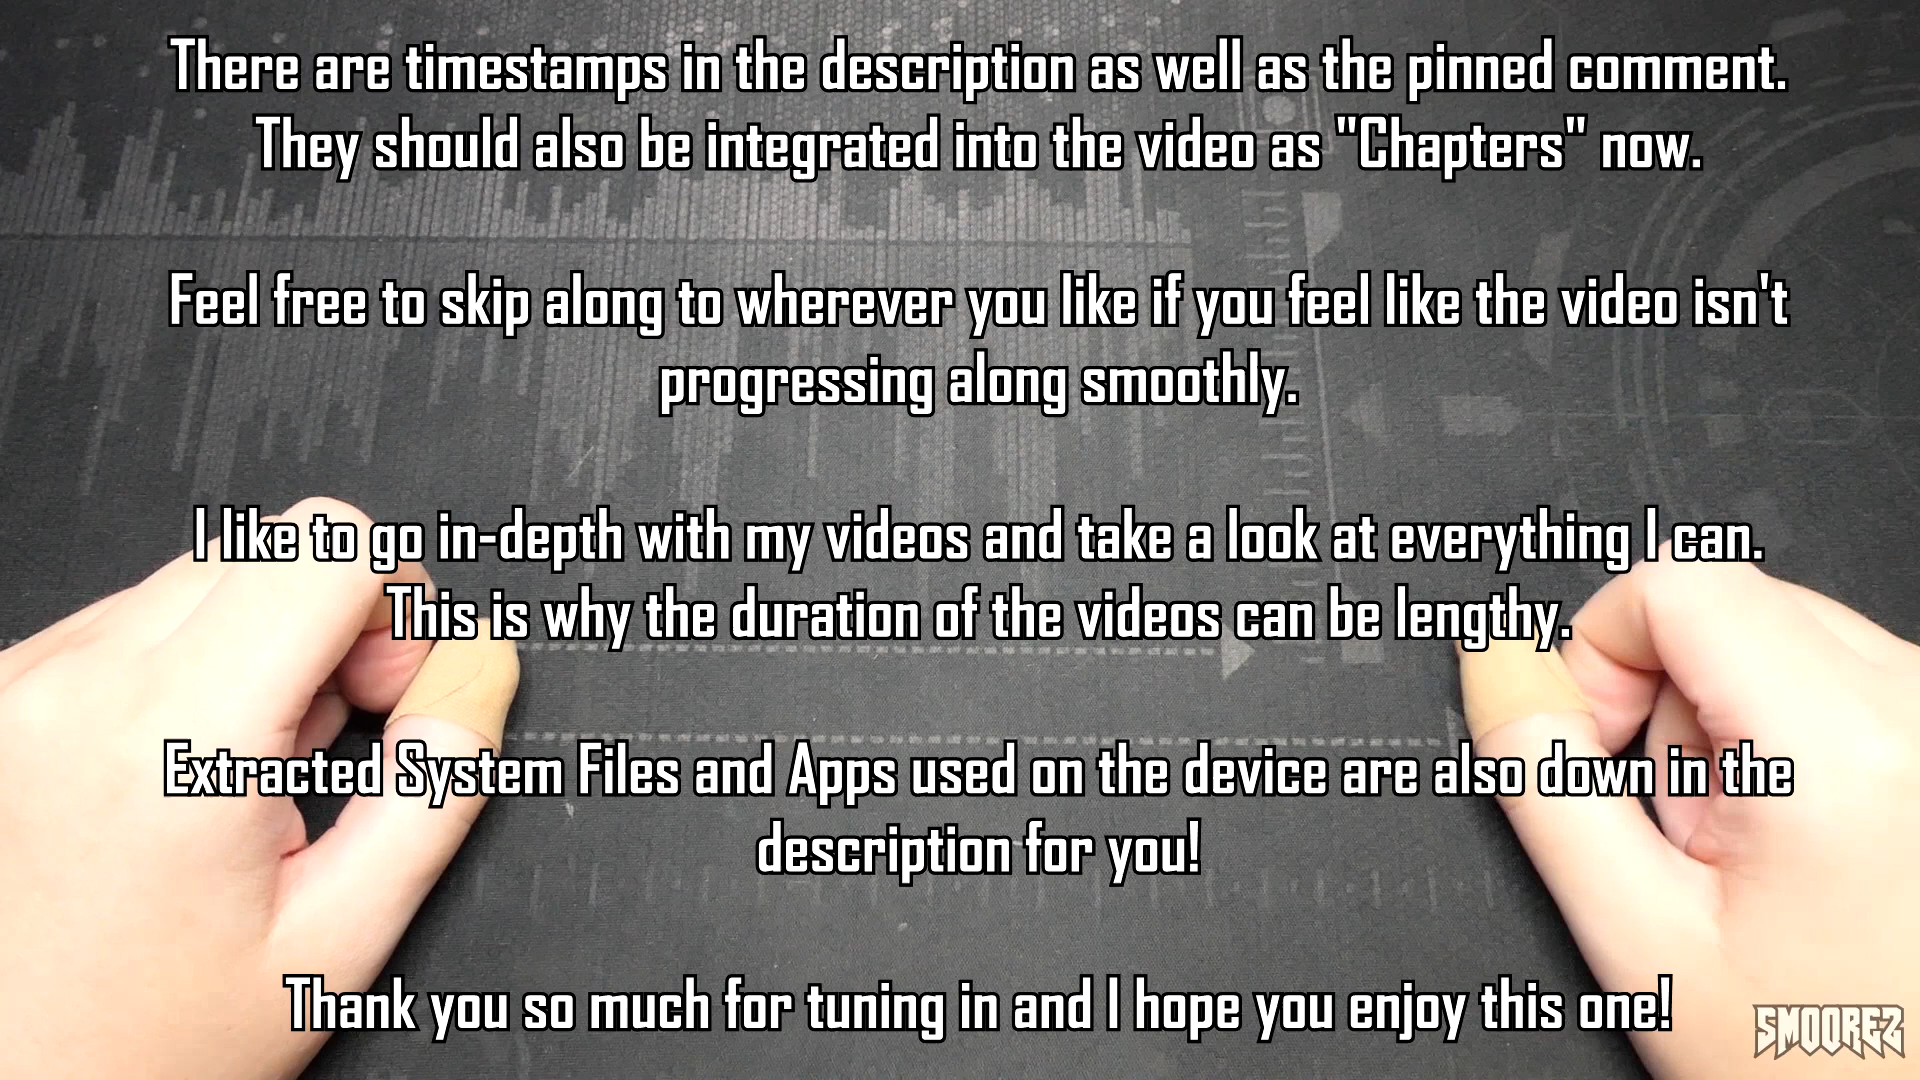 There are timestamps in the description as well as the pinned comment.
They should also be integrated into the video as "Chapters" now.
Feel free to skip along to wherever you like if you feel like the video isn't
progressing along smoothly.
I like to go in-depth with my videos and take a look at everything I can.
This is why the duration of the videos can be lengthy.
Extracted System Files and Apps used on the device are also down in the
description for you!
Thank you so much for tuning in and I hope you enjoy this one!
SMOOREZ